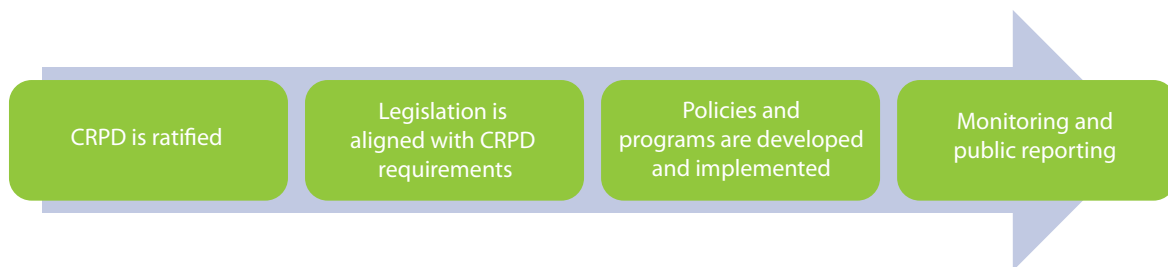 CRPD is ratified
Legislation is
aligned with CRPD
requirements
Policies and
programs are developed
and implemented
Monitoring and
public reporting